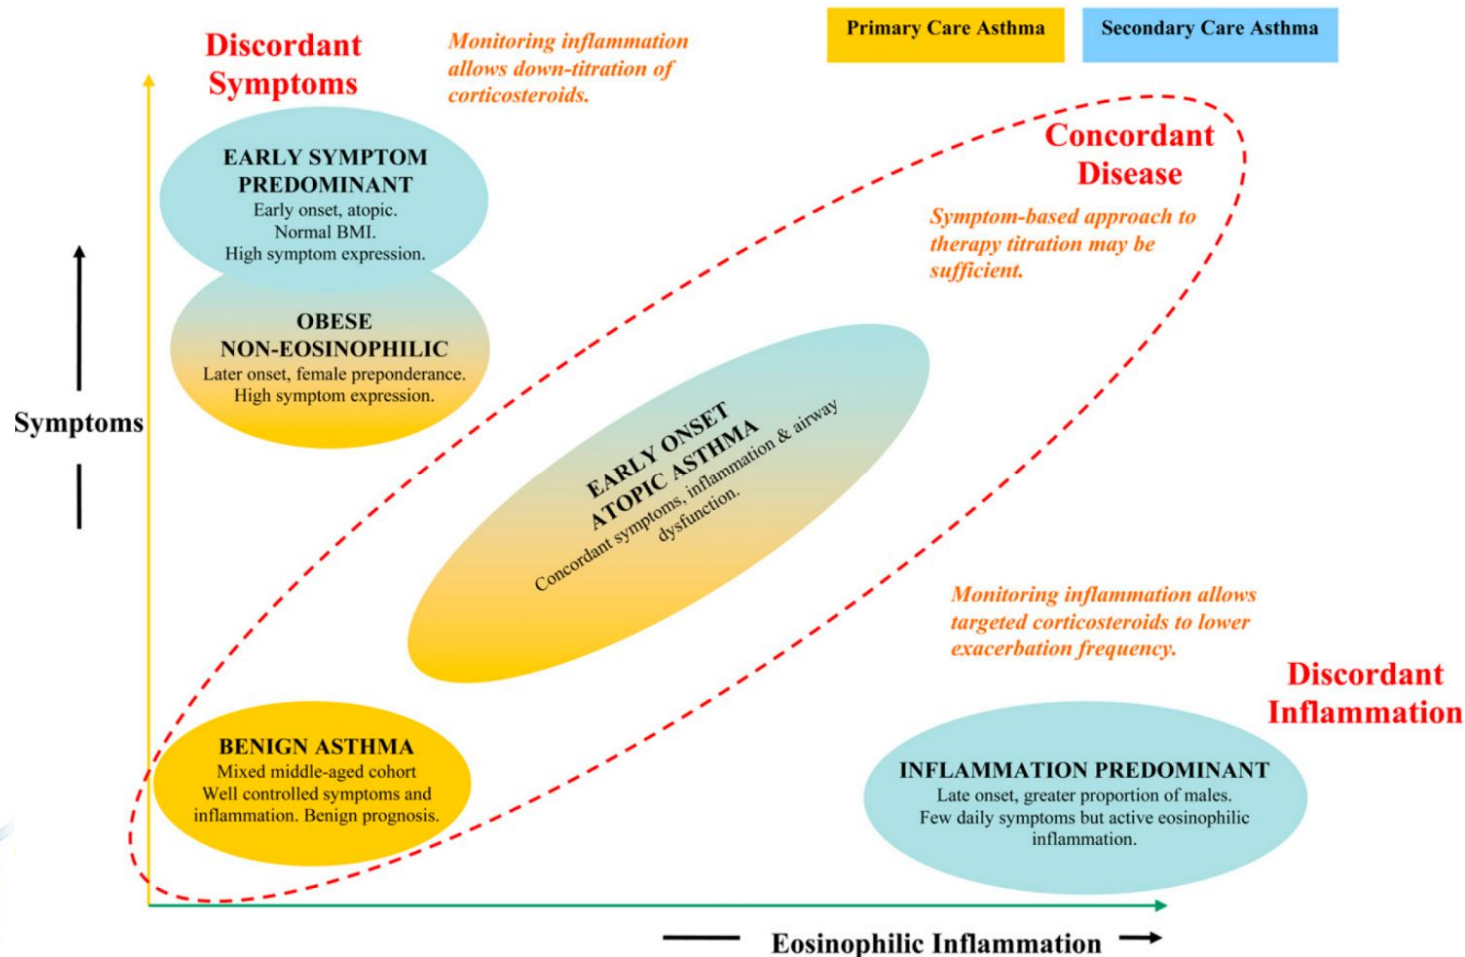 Primary Care Asthma
Secondary Care Asthma
Discordant
Symptoms
Monitoring inflammation
allows down-titration of
corticosteroids.
EARLY SYMPTOM
PREDOMINANT
Early onset, atopic.
Normal BMI.
High symptom expression.
OBESE
NON-EOSINOPHILIC
Later onset, female preponderance.
High symptom expression.
Symptoms
Concordant
Disease
Symptom-based approach to
therapy titration may be
sufficient.
EARLY ONSET
ATOPIC ASTHMA
Concordant symptoms, inflammation & airway
dysfunction.
Monitoring inflammation allows
targeted corticosteroids to lower
exacerbation frequency.
Discordant
Inflammation
BENIGN ASTHMA
Mixed middle-aged cohort
Well controlled symptoms and
inflammation. Benign prognosis.
INFLAMMATION PREDOMINANT
Late onset, greater proportion of males.
Few daily symptoms but active eosinophilic
inflammation.
Eosinophilic Inflammation